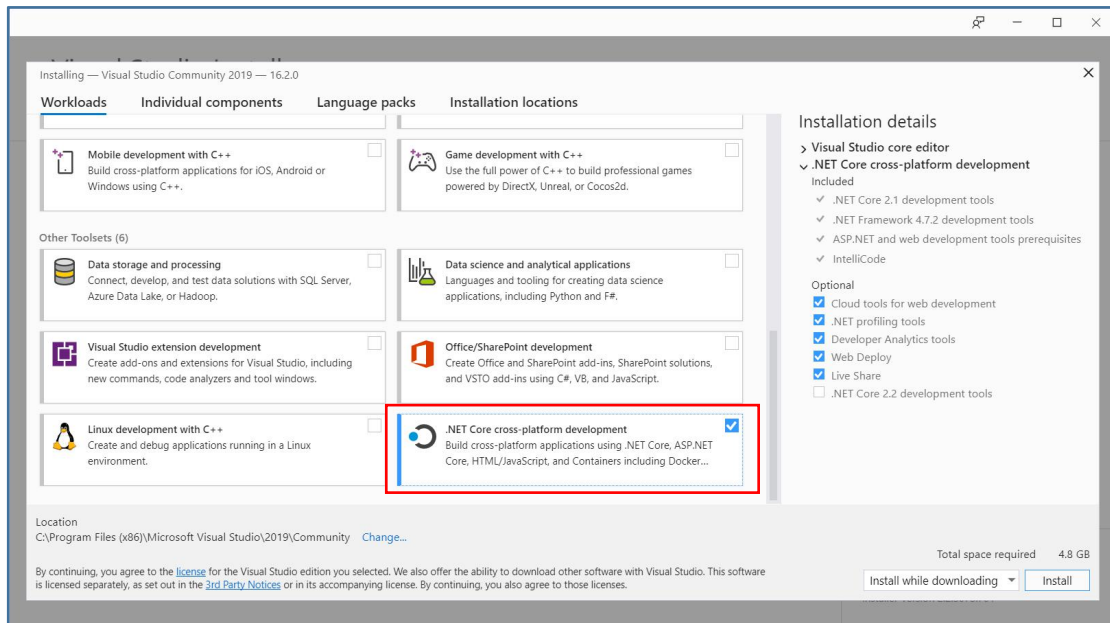 Installing — Visual Studio Community 2019 — 16.2.0
Workloads
Individual components
Language packs
Installation locations
Mobile development with C++
Build cross-platform applications for iOS, Android or
Windows using C++.
Game development with C++
Use the full power of C++ to build professional games
powered by DirectX, Unreal, or Cocos2d.
Other Toolsets (6)
Data storage and processing
Connect, develop, and test data solutions with SQL Server,
Azure Data Lake, or Hadoop.
Data science and analytical applications
Languages and tooling for creating data science
applications, including Python and F#.
Visual Studio extension development
Create add-ons and extensions for Visual Studio, including
new commands, code analyzers and tool windows.
Office/SharePoint development
Create Office and SharePoint add-ins, SharePoint solutions,
and VSTO add-ins using C#, VB, and JavaScript.
Linux development with C++
Create and debug applications running in a Linux
environment.
.NET Core cross-platform development
Build cross-platform applications using .NET Core, ASP.NET
Core, HTML/JavaScript, and Containers including Docker...
Installation details
Visual Studio core editor
.NET Core cross-platform development
Included
.NET Core 2.1 development tools
.NET Framework 4.7.2 development tools
ASP.NET and web development tools prerequisites
IntelliCode
Optional
Cloud tools for web development
.NET profiling tools
Developer Analytics tools
Web Deploy
Live Share
.NET Core 2.2 development tools
Location
C:\Program Files (x86)\Microsoft Visual Studio\2019\Community Change...
By continuing, you agree to the license for the Visual Studio edition you selected. We also offer the ability to download other software with Visual Studio. This software
is licensed separately, as set out in the 3rd Party Notices or in its accompanying license. By continuing, you also agree to those licenses.
Total space required 4.8 GB
Install while downloading
Install